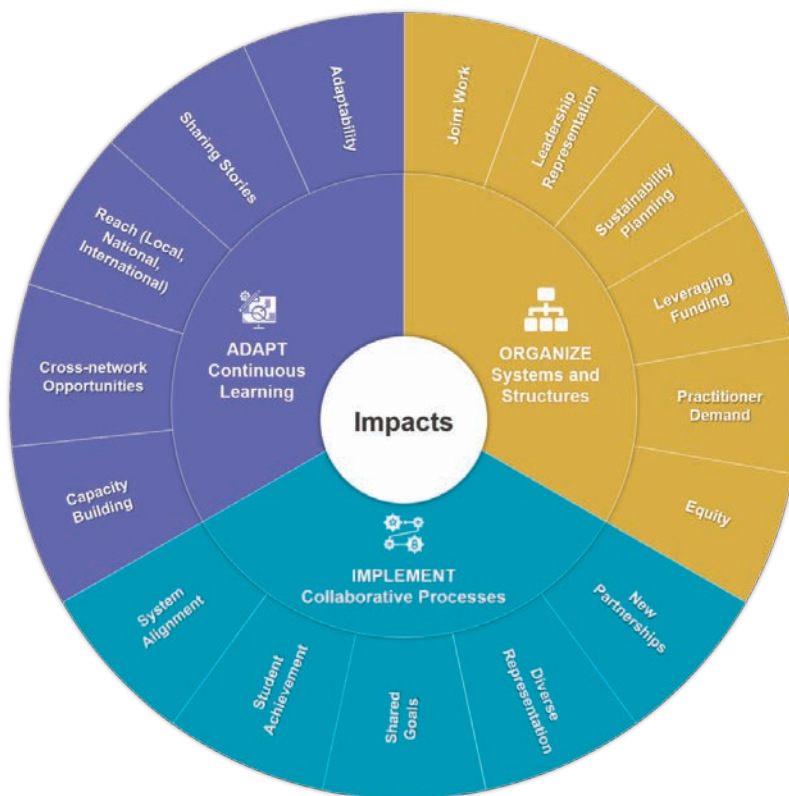 Impacts
ORGANIZE
Systems and
Structures
Joint Work
Leadership
Representation
Sustainability
Planning
Leveraging
Funding
Practitioner
Demand
Equity
IMPLEMENT
Collaborative Processes
New
Partnerships
Diverse
Representation
Shared
Goals
Student
Achievement
System
Alignment
ADAPT
Continuous
Learning
Capacity
Building
Cross-network
Opportunities
Reach (Local,
National,
International)
Sharing Stories
Adaptability